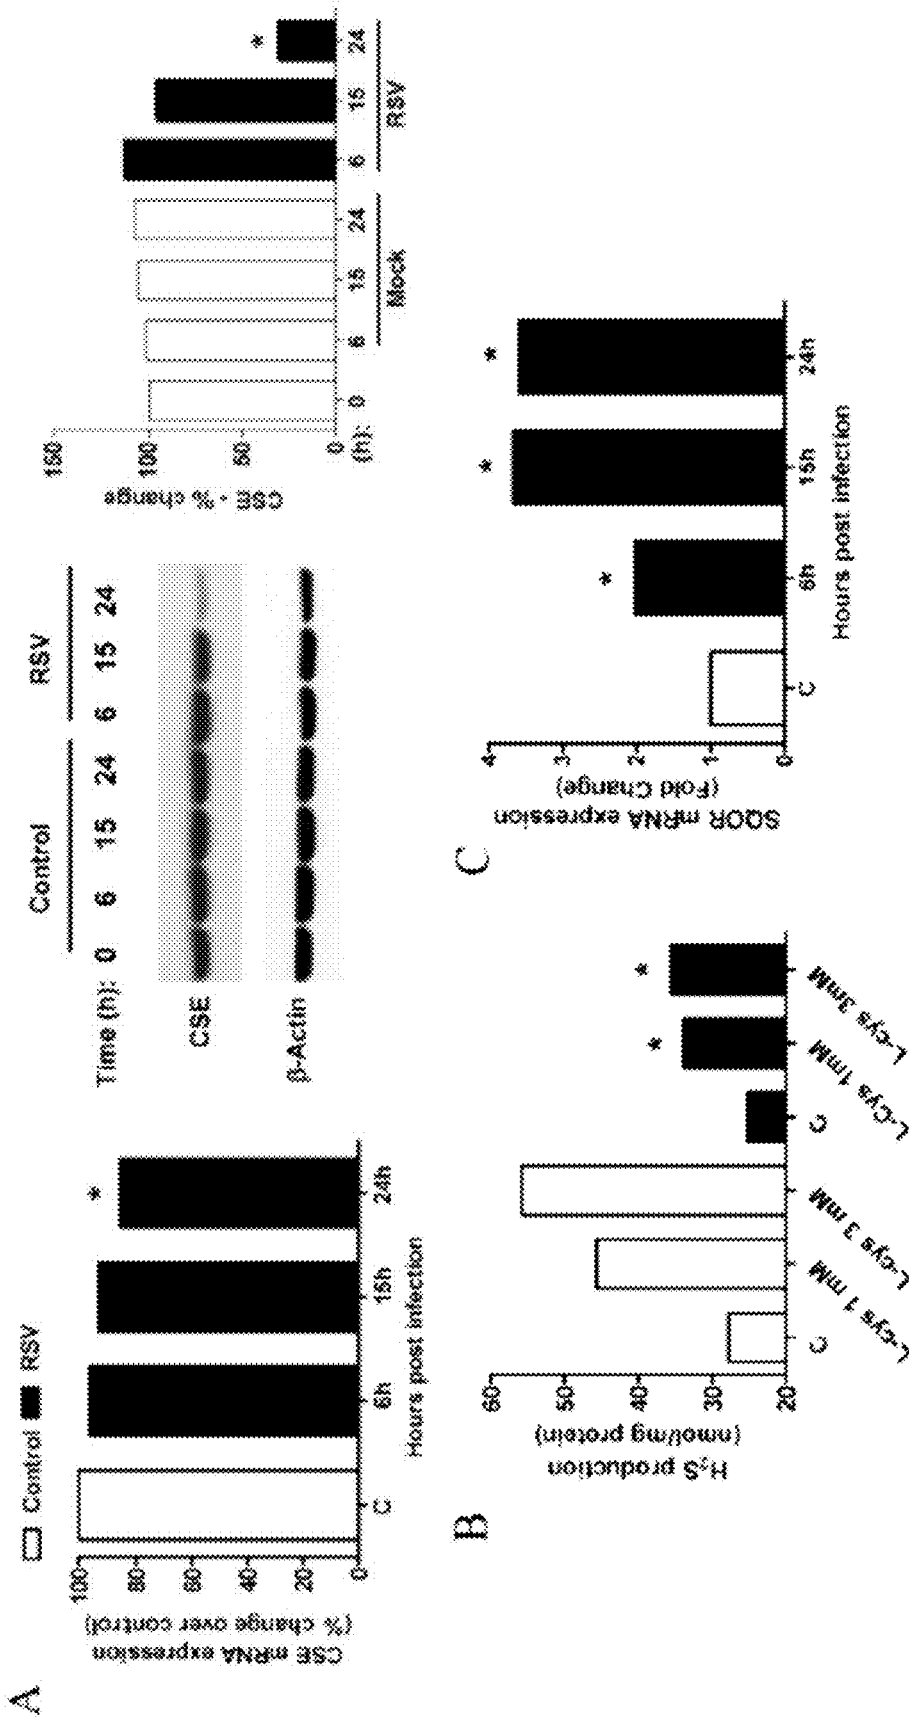 A
Control RSV
CSE mRNA expression
(% change over control)
100
80
60
40
20
0
C 6h 15h 24h
*
Hours post infection
Control RSV
Time (h): 0 6 15 24 6 15 24
CSE
β-Actin
CSE - % change
150
100
50
0
(h): 0 6 15 24 6 15 24
*
Mock RSV
B
H₂S production
(nmol/mg protein)
60
50
40
30
20
* *
C
L-cys 1 mM
L-cys 3 mM
C
L-Cys 1mM
L-cys 3mM
C
SQOR mRNA expression
(Fold Change)
4
3
2
1
0
* * *
C 6h 15h 24h
Hours post infection